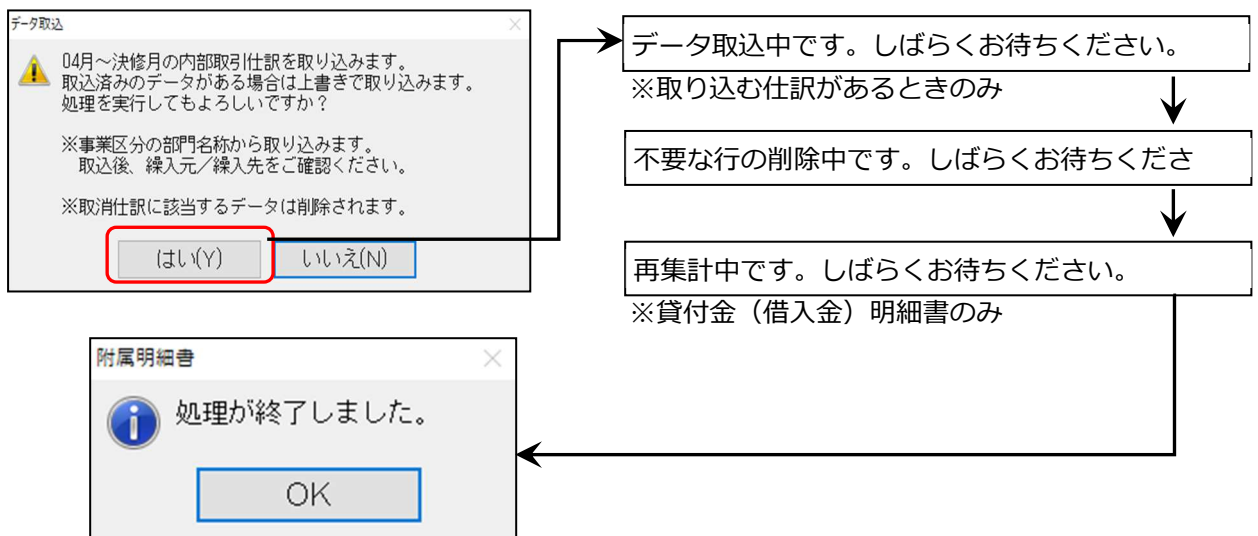 データ取込
04月～決修月の内部取引仕訳を取り込みます。
取込済みのデータがある場合は上書きで取り込みます。
処理を実行してもよろしいですか？
※事業区分の部門名称から取り込みます。
取込後、繰入元／繰入先をご確認ください。
※取消仕訳に該当するデータは削除されます。
はい(Y)
いいえ(N)
データ取込中です。しばらくお待ちください。
※取り込む仕訳があるときのみ
不要な行の削除中です。しばらくお待ちくださ
再集計中です。しばらくお待ちください。
※貸付金（借入金）明細書のみ
附属明細書
処理が終了しました。
OK